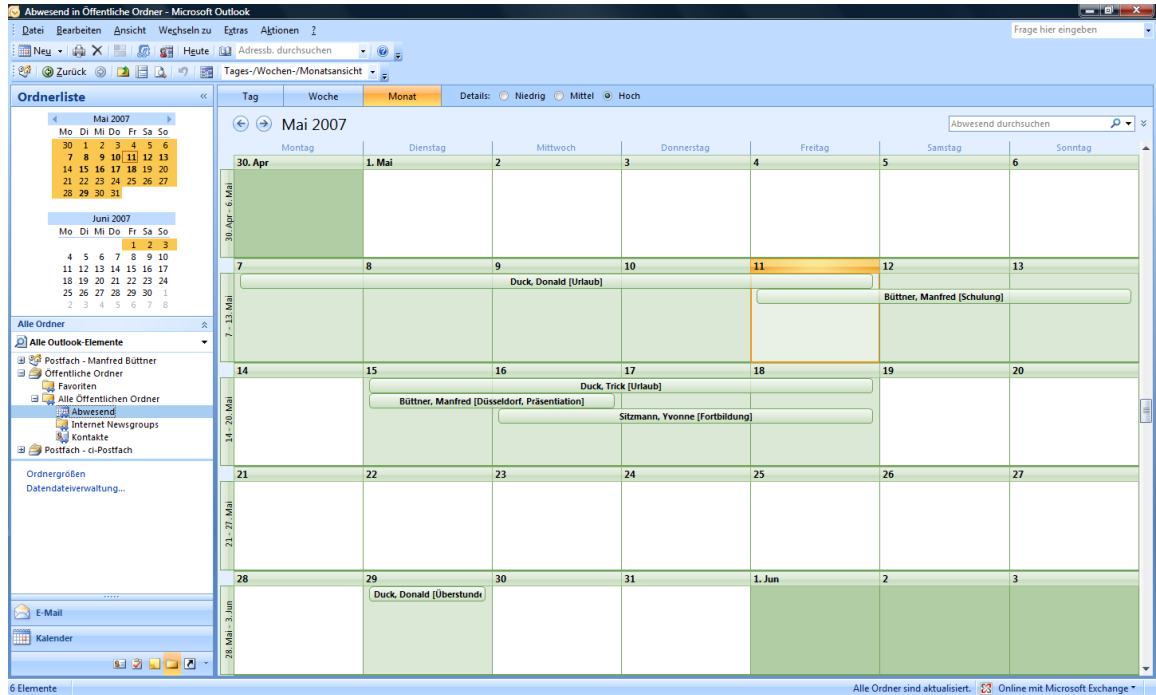 Abwesend in Öffentliche Ordner - Microsoft Outlook
Datei Bearbeiten Ansicht Wechseln zu Extras Aktionen ?
Frage hier eingeben
Neu Heute Adressb. durchsuchen
Zurück Tages-/Wochen-/Monatsansicht
Ordnerliste «
Mai 2007
Mo Di Mi Do Fr Sa So
30 1 2 3 4 5 6
7 8 9 10 11 12 13
14 15 16 17 18 19 20
21 22 23 24 25 26 27
28 29 30 31
Juni 2007
Mo Di Mi Do Fr Sa So
1 2 3
4 5 6 7 8 9 10
11 12 13 14 15 16 17
18 19 20 21 22 23 24
25 26 27 28 29 30 1
2 3 4 5 6 7 8
Alle Ordner
Alle Outlook-Elemente
Postfach - Manfred Büttner
Öffentliche Ordner
Favoriten
Alle Öffentlichen Ordner
Abwesend
Internet Newsgroups
Kontakte
Postfach - ci-Postfach
Ordnergrößen
Datendateiverwaltung...
E-Mail
Kalender
Tag Woche Monat Details: Niedrig Mittel Hoch
Mai 2007
Abwesend durchsuchen
Montag Dienstag Mittwoch Donnerstag Freitag Samstag Sonntag
30. Apr 1. Mai 2 3 4 5 6
30. Apr - 6. Mai
7 8 9 10 11 12 13
7 - 13. Mai
Duck, Donald [Urlaub]
Büttner, Manfred [Schulung]
14 15 16 17 18 19 20
14 - 20. Mai
Duck, Trick [Urlaub]
Büttner, Manfred [Düsseldorf, Präsentiation]
Sitzmann, Yvonne [Fortbildung]
21 22 23 24 25 26 27
21 - 27. Mai
28 29 30 31 1. Jun 2 3
28. Mai - 3. Jun
Duck, Donald [Überstunde
6 Elemente
Alle Ordner sind aktualisiert. Online mit Microsoft Exchange